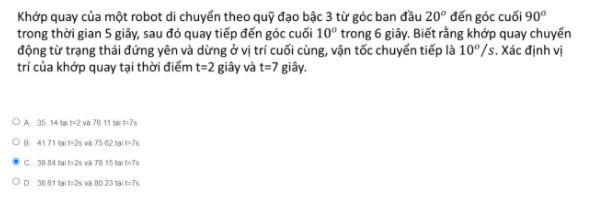 Khớp quay của một robot di chuyển theo quỹ đạo bậc 3 từ góc ban đầu 20⁰ đến góc cuối 90⁰
trong thời gian 5 giây, sau đó quay tiếp đến góc cuối 10⁰ trong 6 giây. Biết rằng khớp quay chuyển
động từ trạng thái đứng yên và dừng ở vị trí cuối cùng, vận tốc chuyển tiếp là 10⁰/s. Xác định vị
trí của khớp quay tại thời điểm t=2 giây và t=7 giây.
A. 35. 14 tại t=2 và 76.11 tại t=7s
B. 41.71 tại t=2s và 75.62 tại t=7s
C. 39.84 tại t=2s và 78.15 tại t=7s
D. 38.61 tại t=2s và 80.23 tại t=7s